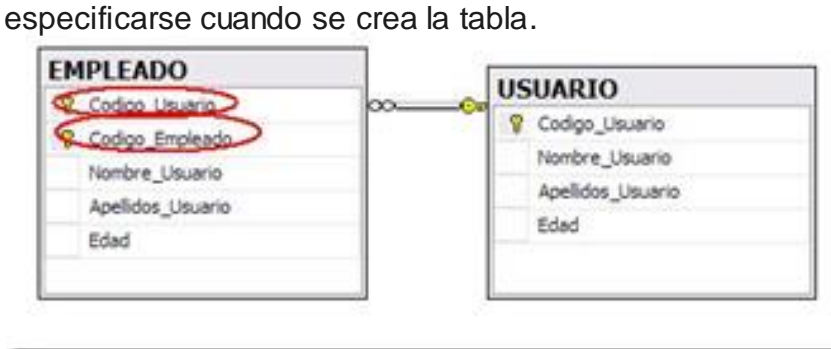 especificarse cuando se crea la tabla.
EMPLEADO
Codigo_Usuario
Codigo_Empleado
Nombre_Usuario
Apellidos_Usuario
Edad
USUARIO
Codigo_Usuario
Nombre_Usuario
Apellidos_Usuario
Edad